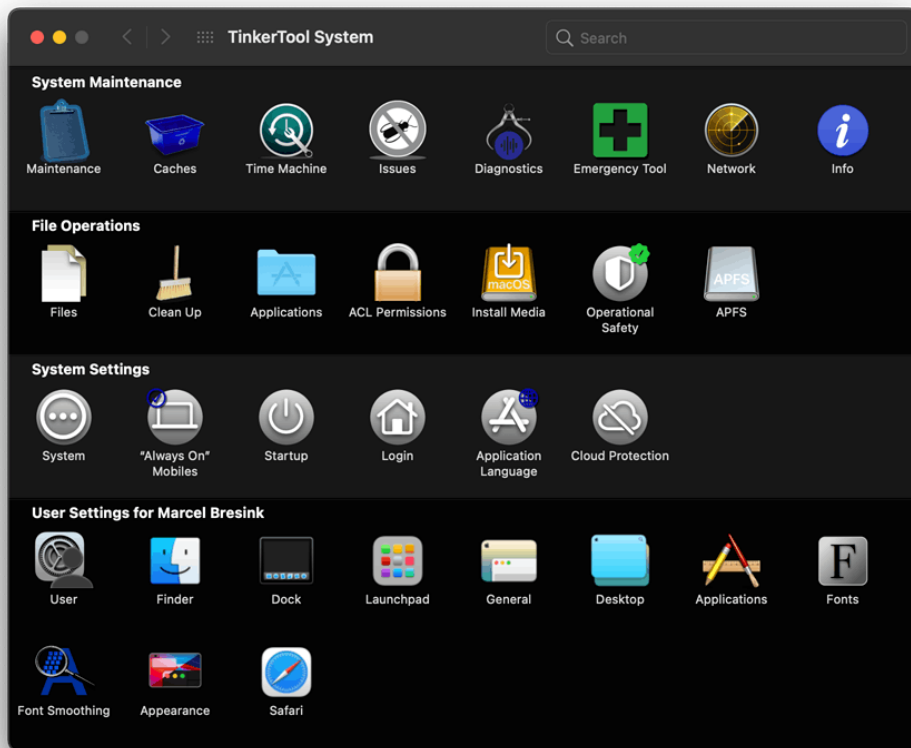 TinkerTool System
Search
System Maintenance
Maintenance
Caches
Time Machine
Issues
Diagnostics
Emergency Tool
Network
Info
File Operations
macOS
APFS
Files
Clean Up
Applications
ACL Permissions
Install Media
Operational
Safety
APFS
System Settings
System
"Always On"
Mobiles
Startup
Login
Application
Language
Cloud Protection
User Settings for Marcel Bresink
F
User
Finder
Dock
Launchpad
General
Desktop
Applications
Fonts
Font Smoothing
Appearance
Safari